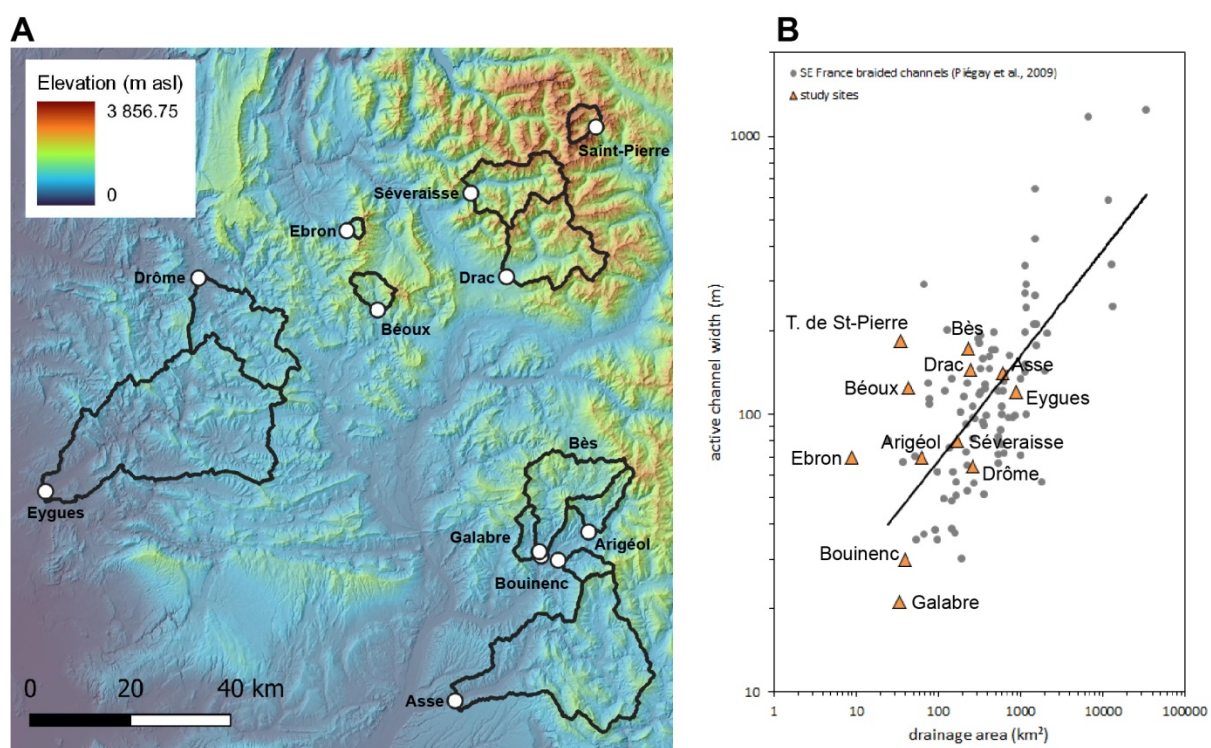 A
Elevation (m asl)
3 856.75
0
Saint-Pierre
Séveraisse
Ebron
Drôme
Drac
Béoux
Bès
Eygues
Galabre
Arigéol
Bouinenc
Asse
0 20 40 km
B
SE France braided channels (Piégay et al., 2009)
study sites
active channel width (m)
1000
100
10
T. de St-Pierre
Bès
Drac
Asse
Béoux
Eygues
Arigéol
Séveraisse
Ebron
Drôme
Bouinenc
Galabre
1 10 100 1000 10000 100000
drainage area (km²)